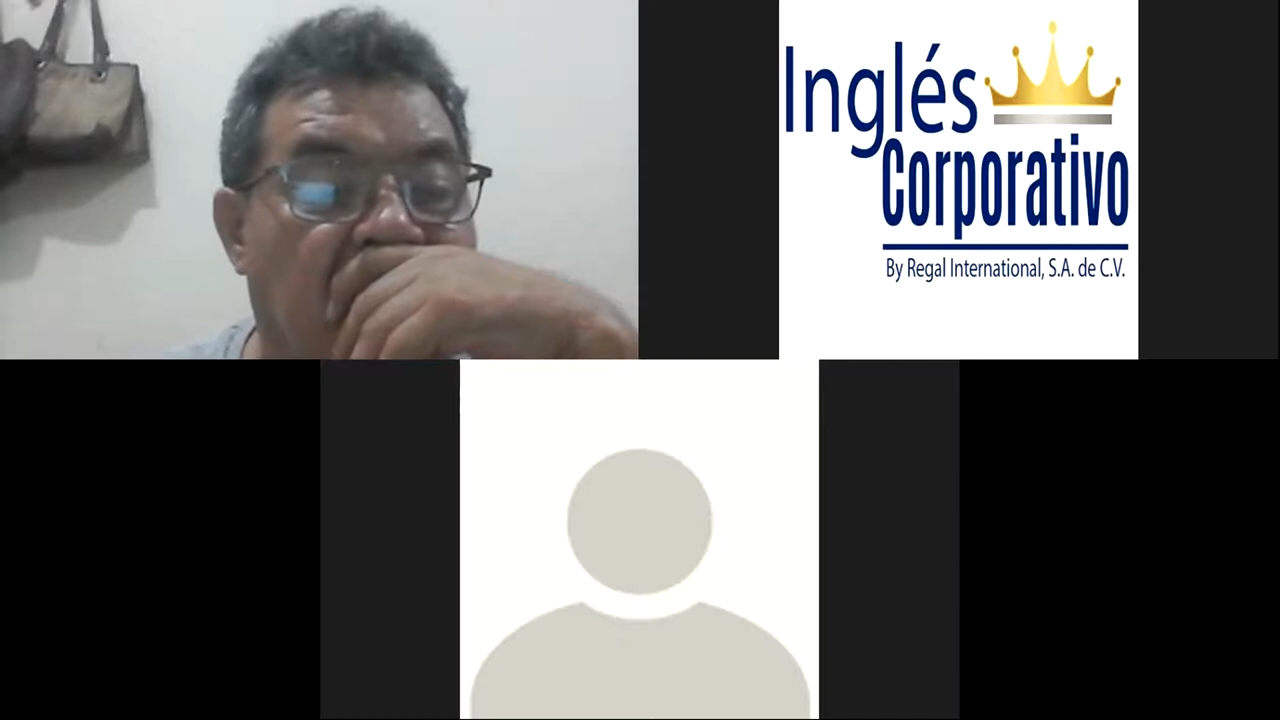 Inglés
Corporativo
By Regal International, S.A. de C.V.